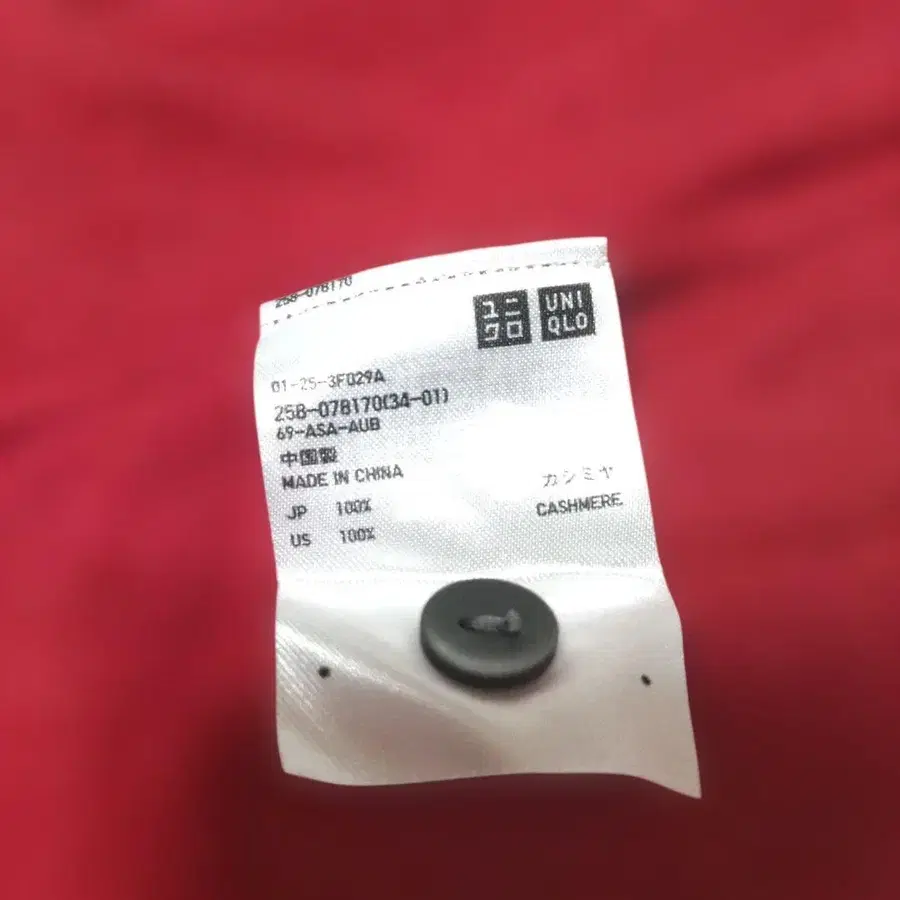 258-078170
ユニ
クロ
UNI
QLO
01-25-3F029A
258-078170(34-01)
69-ASA-AUB
中国製
MADE IN CHINA
カシミヤ
JP 100% CASHMERE
US 100%